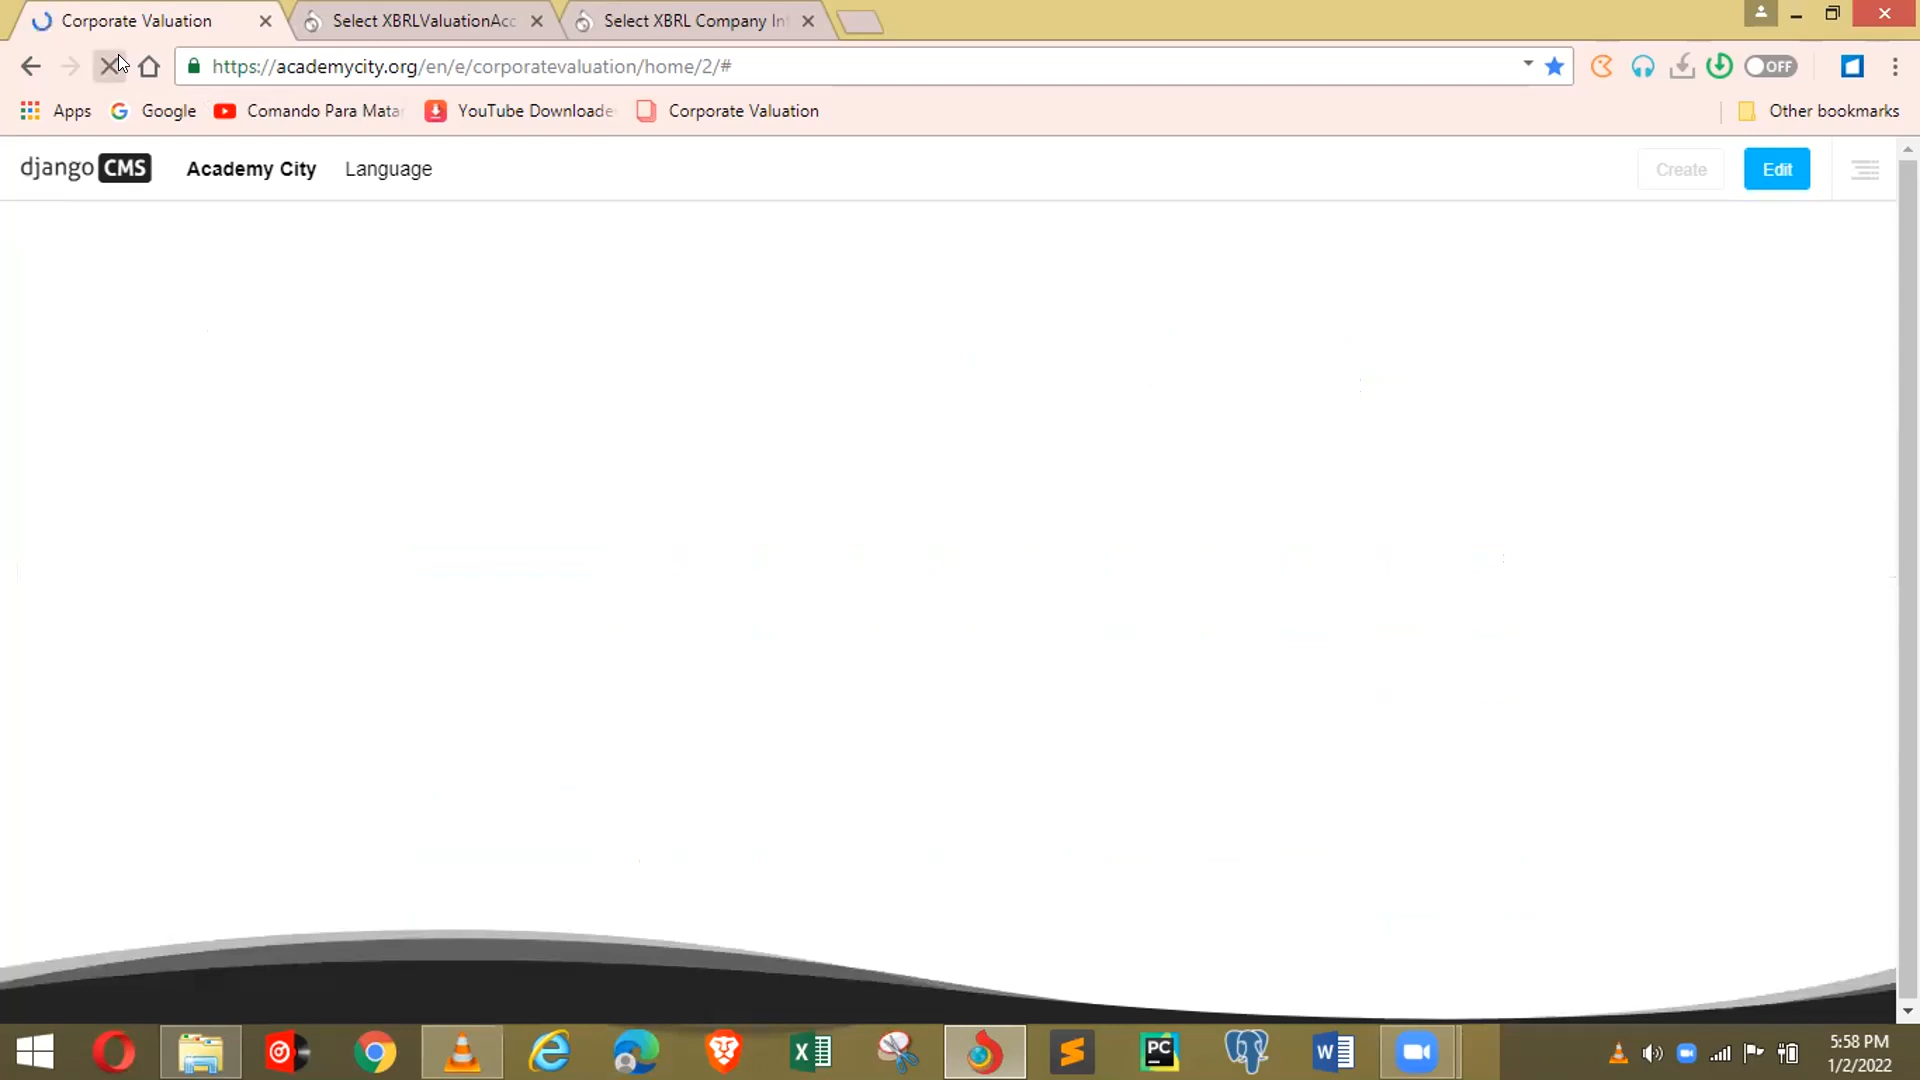 Corporate Valuation
Select XBRLValuationAcc
Select XBRL Company In
https://academycity.org/en/e/corporatevaluation/home/2/#
OFF
Apps
Google
Comando Para Matar
YouTube Downloade
Corporate Valuation
Other bookmarks
django CMS
Academy City
Language
Create
Edit
PC
5:58 PM
1/2/2022